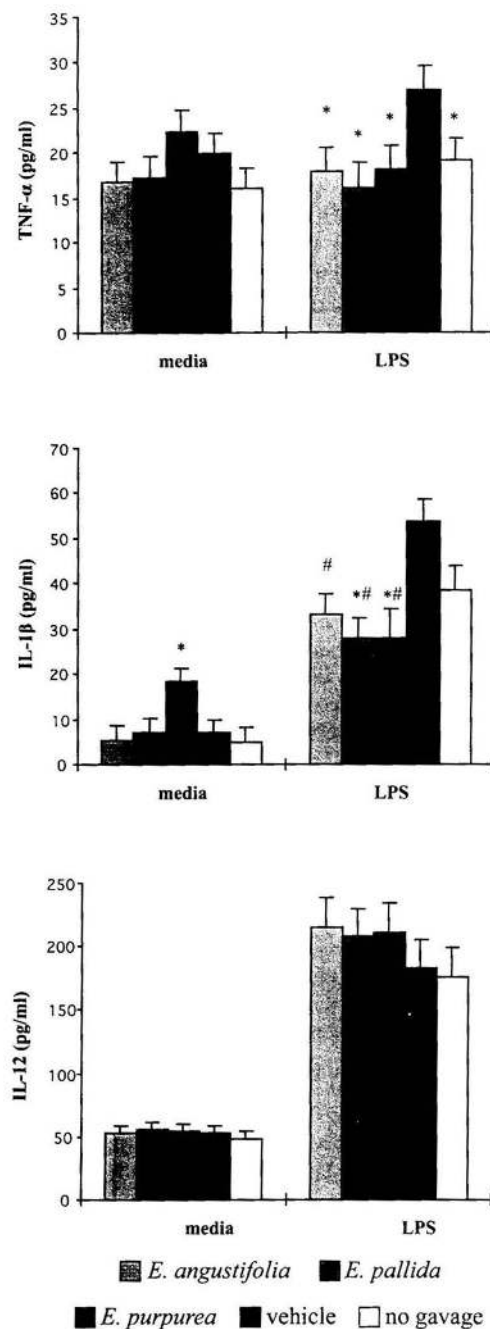 35
30
25
20
15
10
5
0
TNF-α (pg/ml)
* * * *
media LPS
70
60
50
40
30
20
10
0
IL-1β (pg/ml)
* # *# *#
media LPS
250
200
150
100
50
0
IL-12 (pg/ml)
media LPS
E. angustifolia E. pallida
E. purpurea vehicle no gavage